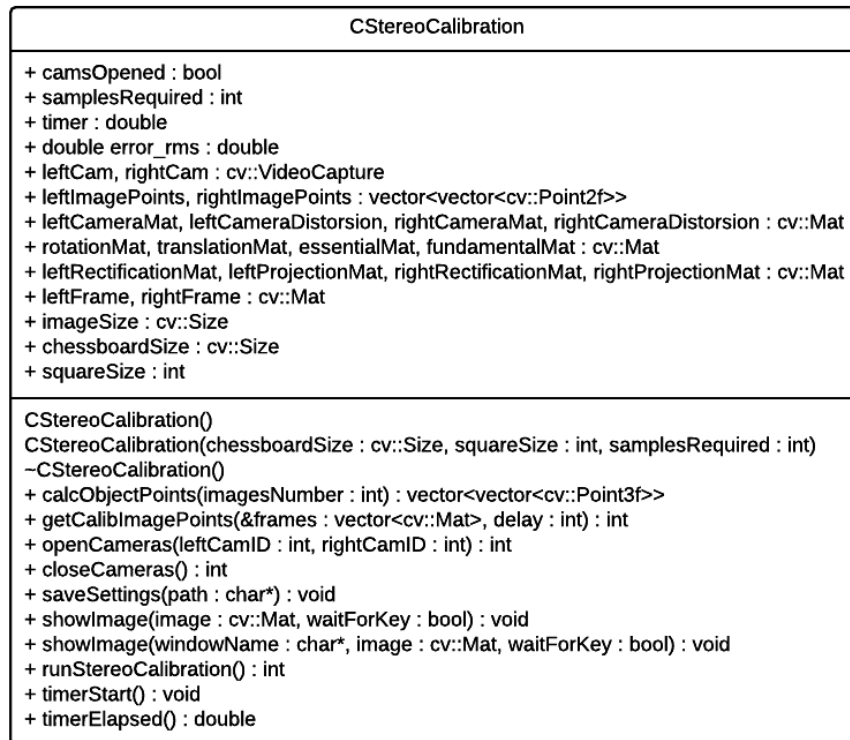 CStereoCalibration
+ camsOpened : bool
+ samplesRequired : int
+ timer : double
+ double error_rms : double
+ leftCam, rightCam : cv::VideoCapture
+ leftImagePoints, rightImagePoints : vector<vector<cv::Point2f>>
+ leftCameraMat, leftCameraDistorsion, rightCameraMat, rightCameraDistorsion : cv::Mat
+ rotationMat, translationMat, essentialMat, fundamentalMat : cv::Mat
+ leftRectificationMat, leftProjectionMat, rightRectificationMat, rightProjectionMat : cv::Mat
+ leftFrame, rightFrame : cv::Mat
+ imageSize : cv::Size
+ chessboardSize : cv::Size
+ squareSize : int
CStereoCalibration()
CStereoCalibration(chessboardSize : cv::Size, squareSize : int, samplesRequired : int)
~CStereoCalibration()
+ calcObjectPoints(imagesNumber : int) : vector<vector<cv::Point3f>>
+ getCalibImagePoints(&frames : vector<cv::Mat>, delay : int) : int
+ openCameras(leftCamID : int, rightCamID : int) : int
+ closeCameras() : int
+ saveSettings(path : char*) : void
+ showImage(image : cv::Mat, waitForKey : bool) : void
+ showImage(windowName : char*, image : cv::Mat, waitForKey : bool) : void
+ runStereoCalibration() : int
+ timerStart() : void
+ timerElapsed() : double